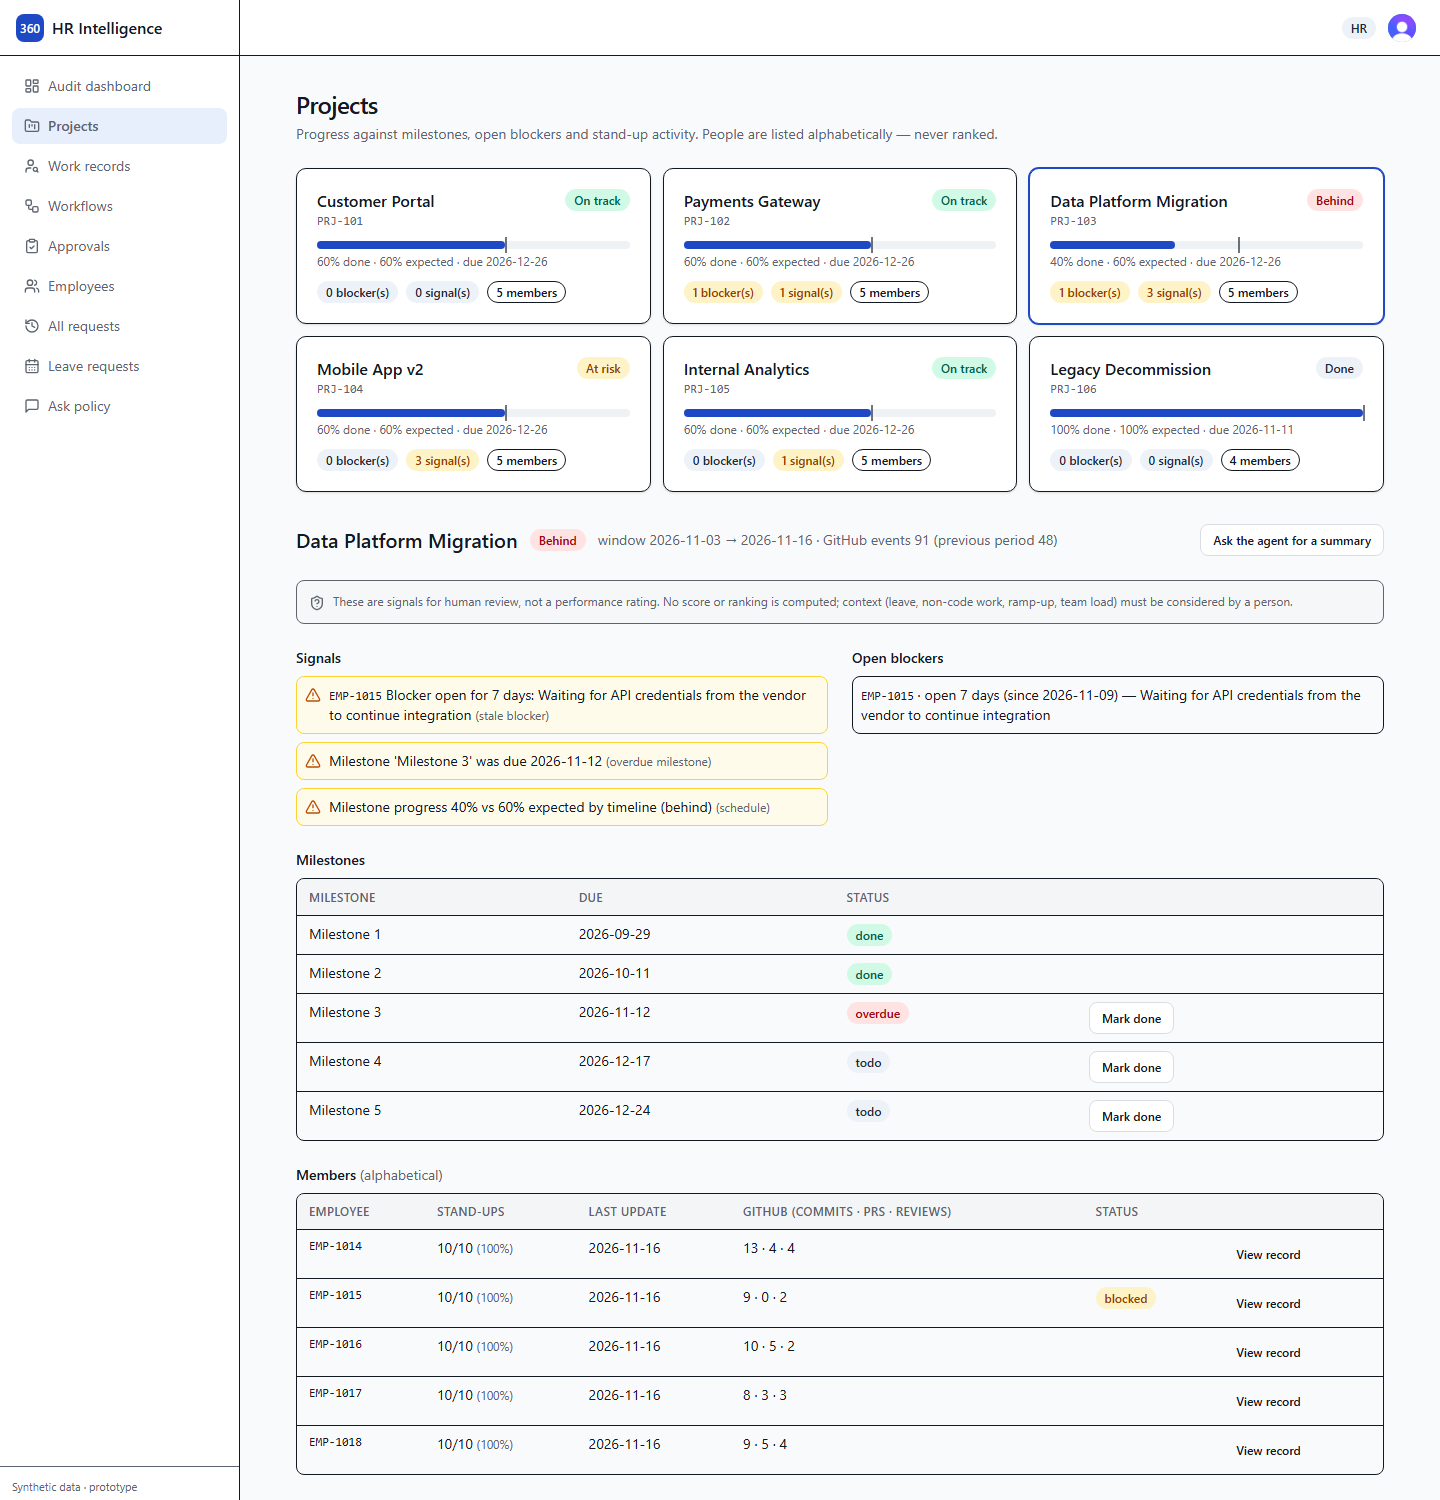 360 HR Intelligence
HR
Audit dashboard
Projects
Work records
Workflows
Approvals
Employees
All requests
Leave requests
Ask policy
Synthetic data · prototype
Projects
Progress against milestones, open blockers and stand-up activity. People are listed alphabetically — never ranked.
Customer Portal
On track
PRJ-101
60% done · 60% expected · due 2026-12-26
0 blocker(s) 0 signal(s) 5 members
Payments Gateway
On track
PRJ-102
60% done · 60% expected · due 2026-12-26
1 blocker(s) 1 signal(s) 5 members
Data Platform Migration
Behind
PRJ-103
40% done · 60% expected · due 2026-12-26
1 blocker(s) 3 signal(s) 5 members
Mobile App v2
At risk
PRJ-104
60% done · 60% expected · due 2026-12-26
0 blocker(s) 3 signal(s) 5 members
Internal Analytics
On track
PRJ-105
60% done · 60% expected · due 2026-12-26
0 blocker(s) 1 signal(s) 5 members
Legacy Decommission
Done
PRJ-106
100% done · 100% expected · due 2026-11-11
0 blocker(s) 0 signal(s) 4 members
Data Platform Migration Behind window 2026-11-03 → 2026-11-16 · GitHub events 91 (previous period 48)
Ask the agent for a summary
These are signals for human review, not a performance rating. No score or ranking is computed; context (leave, non-code work, ramp-up, team load) must be considered by a person.
Signals
EMP-1015 Blocker open for 7 days: Waiting for API credentials from the vendor
to continue integration (stale blocker)
Milestone 'Milestone 3' was due 2026-11-12 (overdue milestone)
Milestone progress 40% vs 60% expected by timeline (behind) (schedule)
Open blockers
EMP-1015 · open 7 days (since 2026-11-09) — Waiting for API credentials from the
vendor to continue integration
Milestones
MILESTONE DUE STATUS
Milestone 1 2026-09-29 done
Milestone 2 2026-10-11 done
Milestone 3 2026-11-12 overdue Mark done
Milestone 4 2026-12-17 todo Mark done
Milestone 5 2026-12-24 todo Mark done
Members (alphabetical)
EMPLOYEE STAND-UPS LAST UPDATE GITHUB (COMMITS · PRS · REVIEWS) STATUS
EMP-1014 10/10 (100%) 2026-11-16 13 · 4 · 4 View record
EMP-1015 10/10 (100%) 2026-11-16 9 · 0 · 2 blocked View record
EMP-1016 10/10 (100%) 2026-11-16 10 · 5 · 2 View record
EMP-1017 10/10 (100%) 2026-11-16 8 · 3 · 3 View record
EMP-1018 10/10 (100%) 2026-11-16 9 · 5 · 4 View record